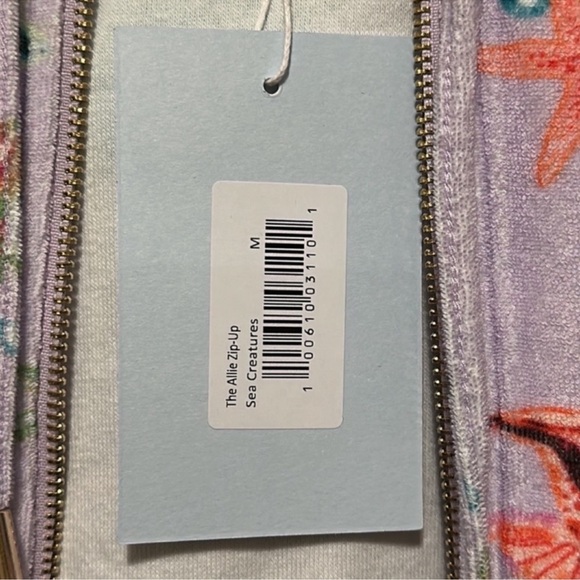 The Allie Zip-Up
Sea Creatures
M
1 00610 03110 1